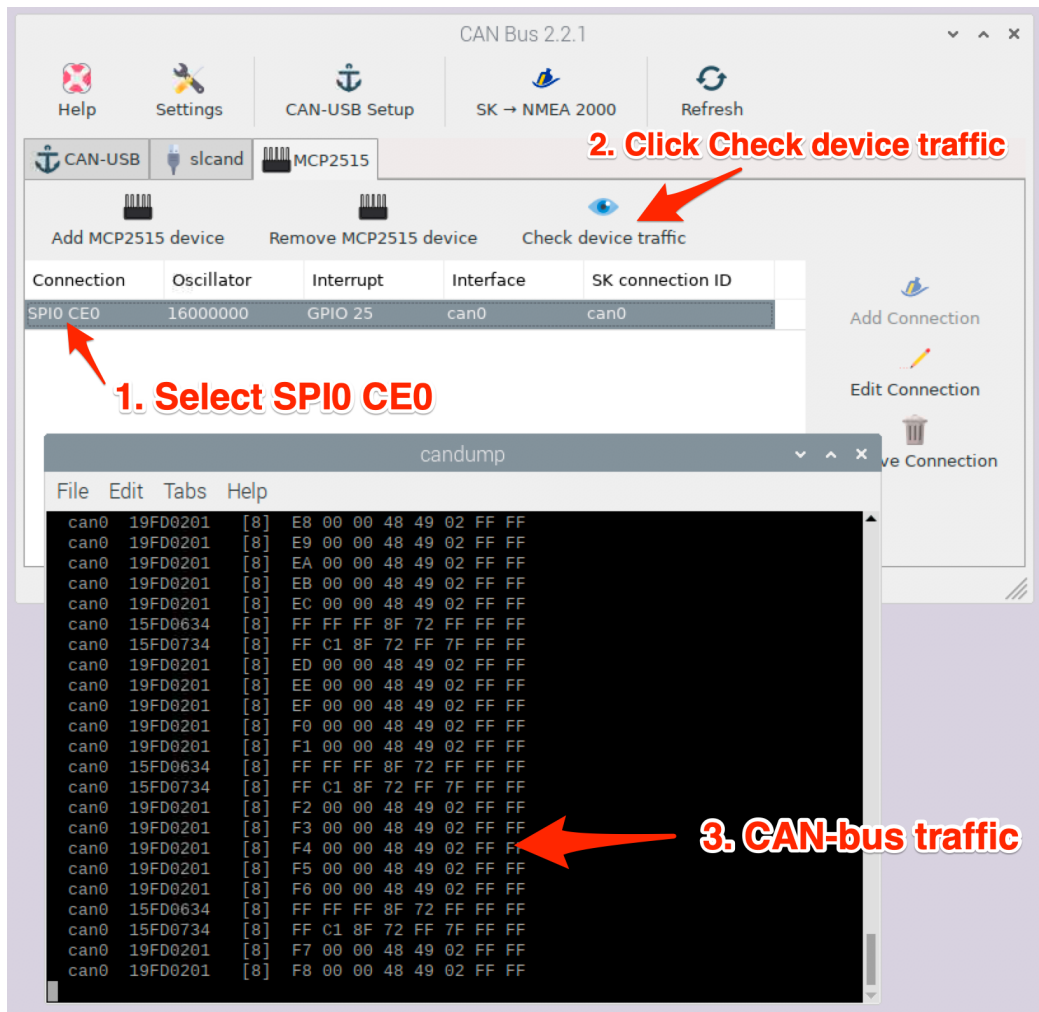 CAN Bus 2.2.1
Help Settings CAN-USB Setup SK → NMEA 2000 Refresh
2. Click Check device traffic
CAN-USB slcand MCP2515
Add MCP2515 device Remove MCP2515 device Check device traffic
Connection Oscillator Interrupt Interface SK connection ID
SPI0 CE0 16000000 GPIO 25 can0 can0
Add Connection
Edit Connection
1. Select SPI0 CE0
ve Connection
candump
File Edit Tabs Help
can0 19FD0201 [8] E8 00 00 48 49 02 FF FF
can0 19FD0201 [8] E9 00 00 48 49 02 FF FF
can0 19FD0201 [8] EA 00 00 48 49 02 FF FF
can0 19FD0201 [8] EB 00 00 48 49 02 FF FF
can0 19FD0201 [8] EC 00 00 48 49 02 FF FF
can0 15FD0634 [8] FF FF FF 8F 72 FF FF FF
can0 15FD0734 [8] FF C1 8F 72 FF 7F FF FF
can0 19FD0201 [8] ED 00 00 48 49 02 FF FF
can0 19FD0201 [8] EE 00 00 48 49 02 FF FF
can0 19FD0201 [8] EF 00 00 48 49 02 FF FF
can0 19FD0201 [8] F0 00 00 48 49 02 FF FF
can0 19FD0201 [8] F1 00 00 48 49 02 FF FF
can0 15FD0634 [8] FF FF FF 8F 72 FF FF FF
can0 15FD0734 [8] FF C1 8F 72 FF 7F FF FF
can0 19FD0201 [8] F2 00 00 48 49 02 FF FF
can0 19FD0201 [8] F3 00 00 48 49 02 FF FF
can0 19FD0201 [8] F4 00 00 48 49 02 FF FF
3. CAN-bus traffic
can0 19FD0201 [8] F5 00 00 48 49 02 FF FF
can0 19FD0201 [8] F6 00 00 48 49 02 FF FF
can0 15FD0634 [8] FF FF FF 8F 72 FF FF FF
can0 15FD0734 [8] FF C1 8F 72 FF 7F FF FF
can0 19FD0201 [8] F7 00 00 48 49 02 FF FF
can0 19FD0201 [8] F8 00 00 48 49 02 FF FF